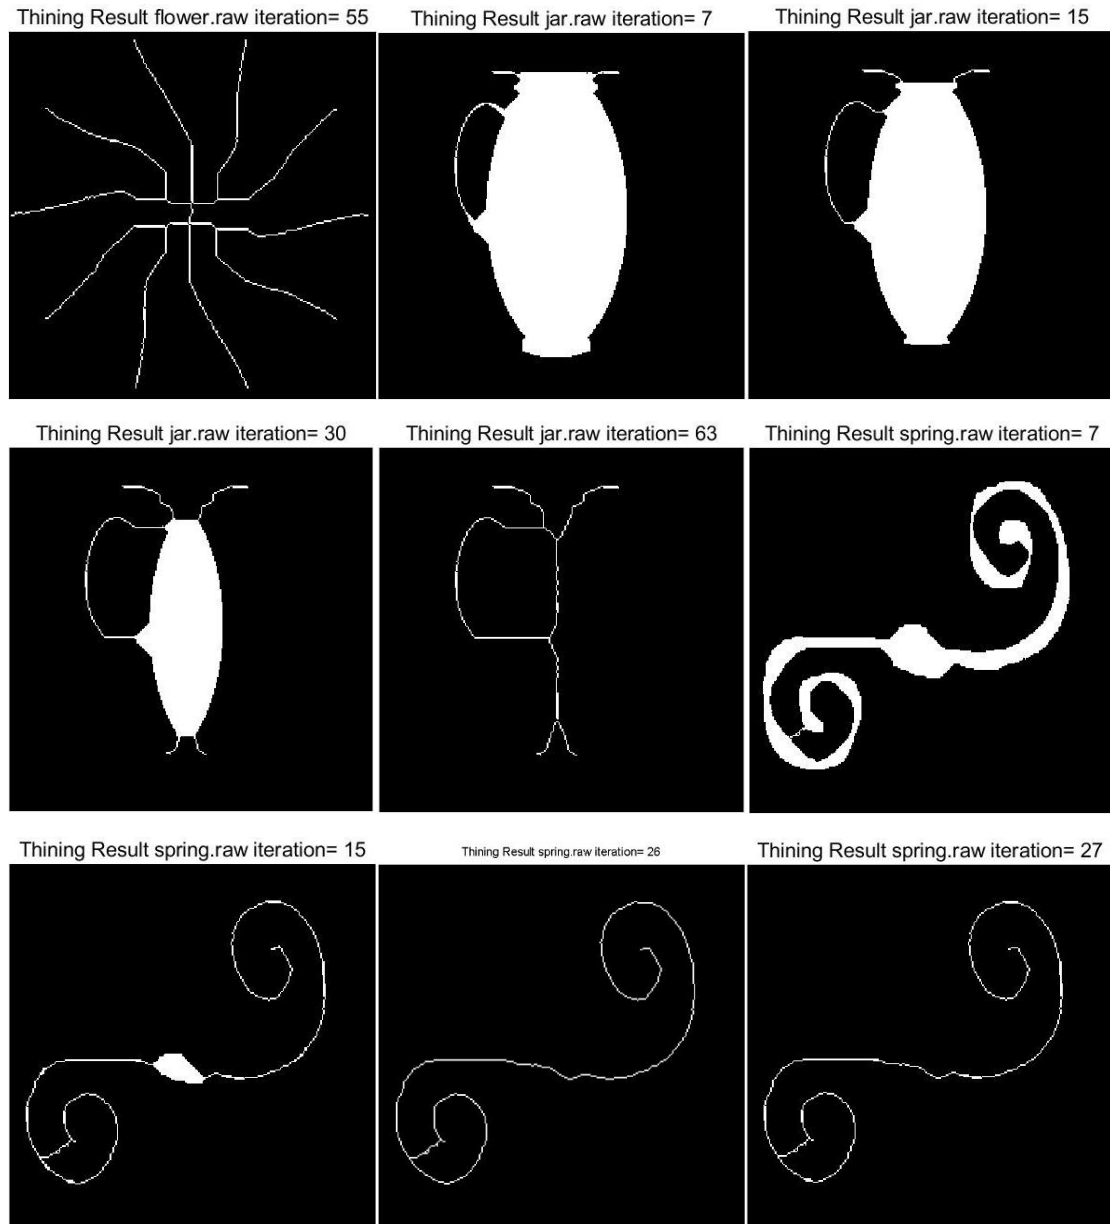 Thining Result flower.raw iteration= 55
Thining Result jar.raw iteration= 7
Thining Result jar.raw iteration= 15
Thining Result jar.raw iteration= 30
Thining Result jar.raw iteration= 63
Thining Result spring.raw iteration= 7
Thining Result spring.raw iteration= 15
Thining Result spring.raw iteration= 26
Thining Result spring.raw iteration= 27